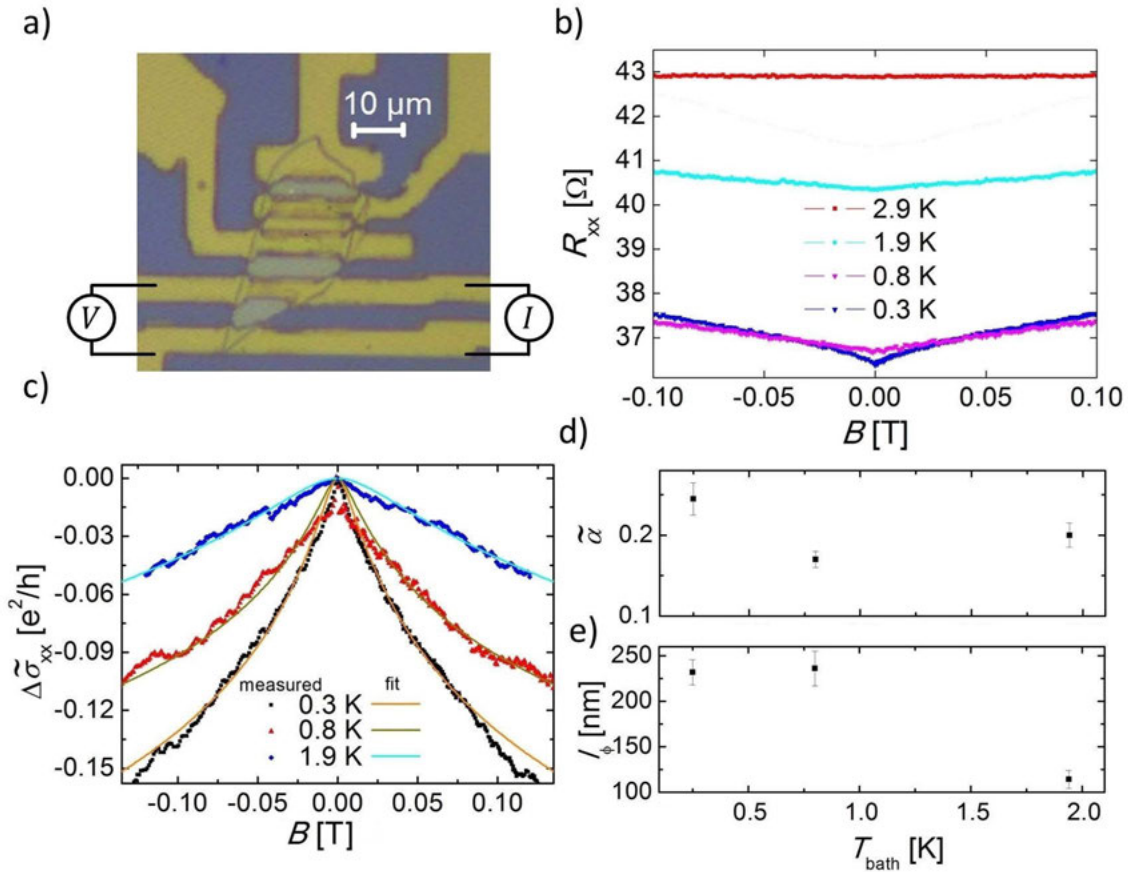 a)
10 μm
V
I
b)
43
42
41
40
39
38
37
R_xx [Ω]
2.9 K
1.9 K
0.8 K
0.3 K
-0.10
-0.05
0.00
0.05
0.10
B [T]
c)
0.00
-0.03
-0.06
-0.09
-0.12
-0.15
Δσ̃_xx [e²/h]
measured
fit
0.3 K
0.8 K
1.9 K
-0.10
-0.05
0.00
0.05
0.10
B [T]
d)
0.2
0.1
α̃
e)
250
200
150
100
l_ϕ [nm]
0.5
1.0
1.5
2.0
T_bath [K]